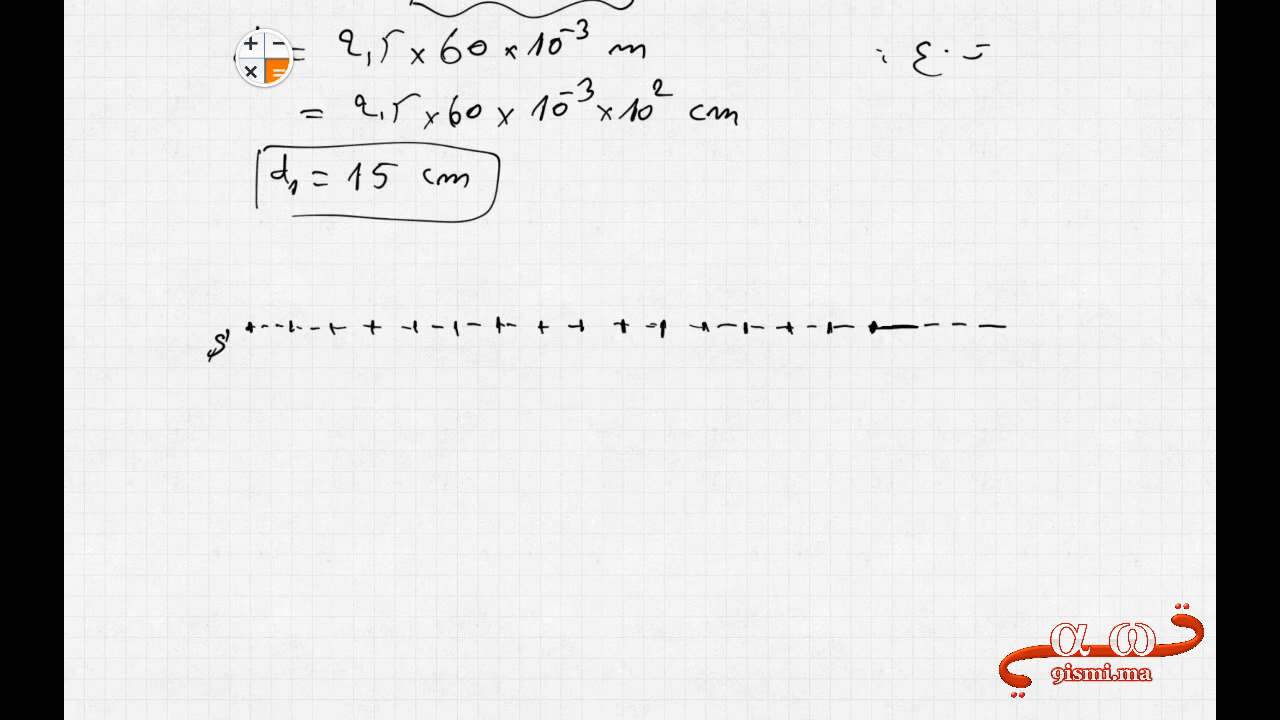 = 2,5 × 60 × 10⁻³ m
= 2,5 × 60 × 10⁻³ × 10² cm
d₁ = 15 cm
S'
α ω
gismi.ma